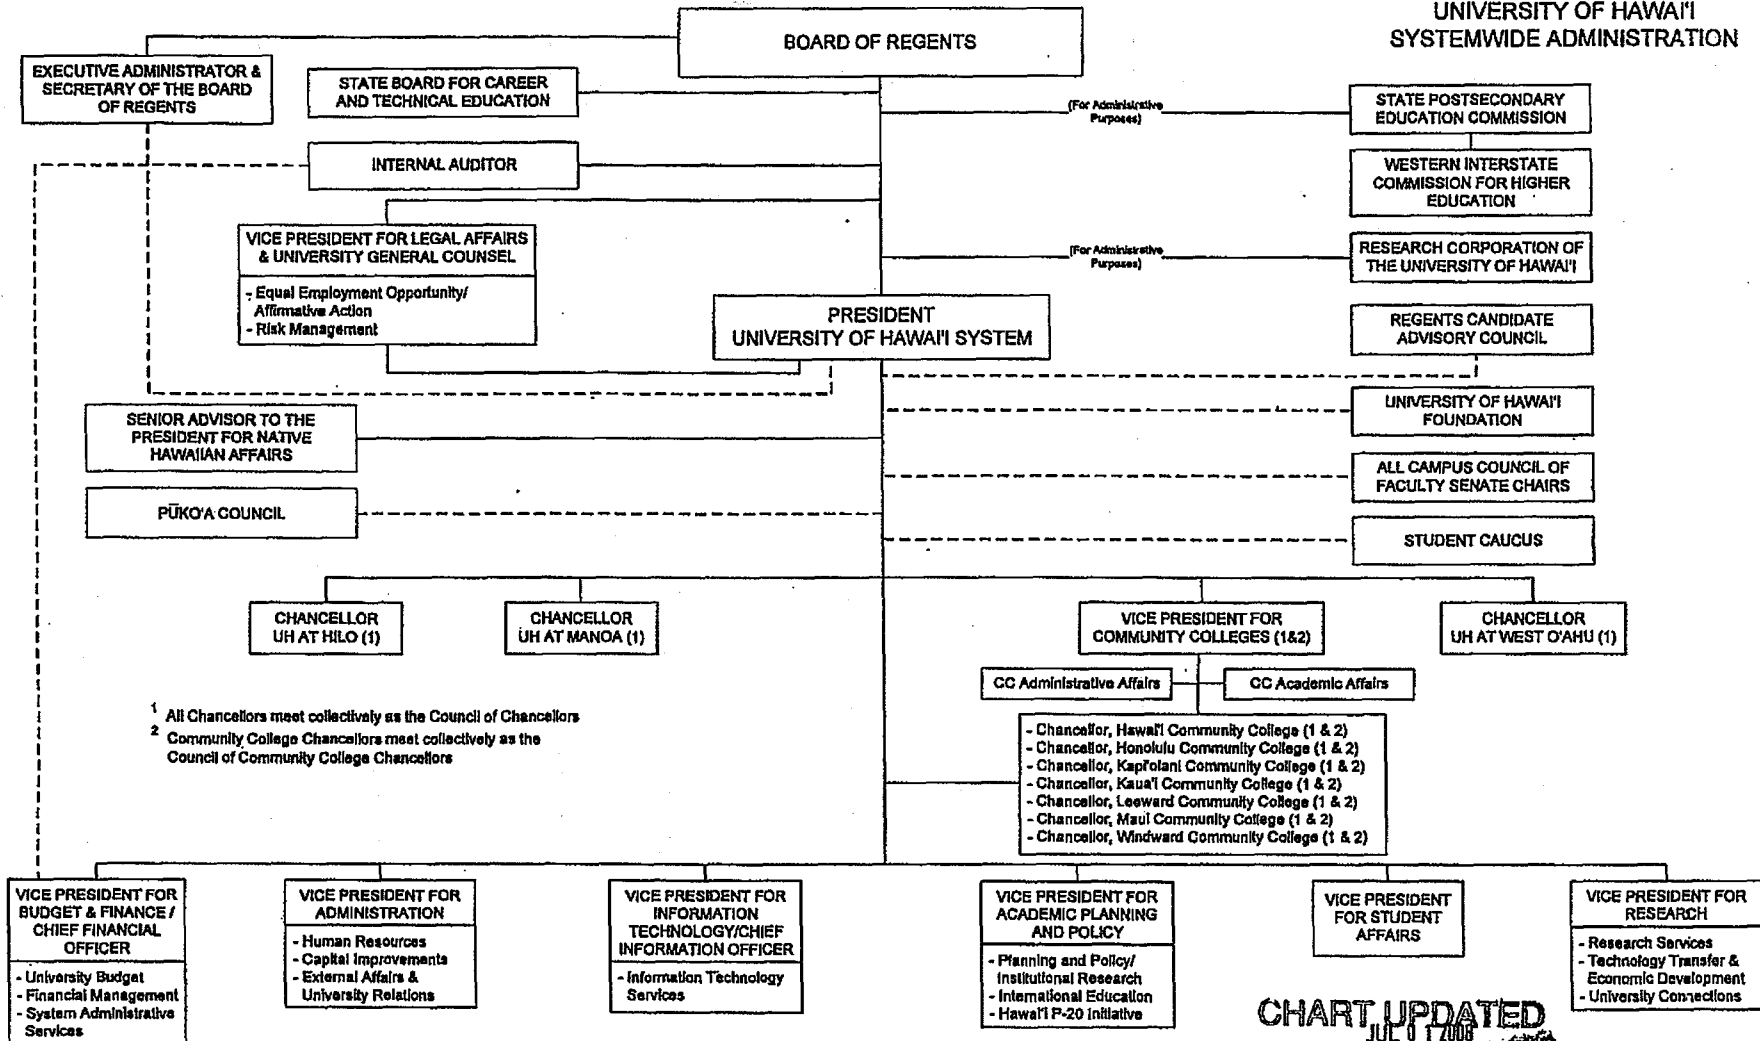 UNIVERSITY OF HAWAI'I
SYSTEMWIDE ADMINISTRATION
BOARD OF REGENTS
EXECUTIVE ADMINISTRATOR &
SECRETARY OF THE BOARD
OF REGENTS
STATE BOARD FOR CAREER
AND TECHNICAL EDUCATION
(For Administrative
Purposes)
STATE POSTSECONDARY
EDUCATION COMMISSION
INTERNAL AUDITOR
WESTERN INTERSTATE
COMMISSION FOR HIGHER
EDUCATION
VICE PRESIDENT FOR LEGAL AFFAIRS
& UNIVERSITY GENERAL COUNSEL
- Equal Employment Opportunity/
Affirmative Action
- Risk Management
(For Administrative
Purposes)
RESEARCH CORPORATION OF
THE UNIVERSITY OF HAWAI'I
PRESIDENT
UNIVERSITY OF HAWAI'I SYSTEM
REGENTS CANDIDATE
ADVISORY COUNCIL
SENIOR ADVISOR TO THE
PRESIDENT FOR NATIVE
HAWAIIAN AFFAIRS
UNIVERSITY OF HAWAI'I
FOUNDATION
ALL CAMPUS COUNCIL OF
FACULTY SENATE CHAIRS
PŪKO'A COUNCIL
STUDENT CAUCUS
CHANCELLOR
UH AT HILO (1)
CHANCELLOR
UH AT MANOA (1)
VICE PRESIDENT FOR
COMMUNITY COLLEGES (1&2)
CHANCELLOR
UH AT WEST O'AHU (1)
CC Administrative Affairs
CC Academic Affairs
1 All Chancellors meet collectively as the Council of Chancellors
2 Community College Chancellors meet collectively as the
Council of Community College Chancellors
- Chancellor, Hawai'i Community College (1 & 2)
- Chancellor, Honolulu Community College (1 & 2)
- Chancellor, Kapi'olani Community College (1 & 2)
- Chancellor, Kaua'i Community College (1 & 2)
- Chancellor, Leeward Community College (1 & 2)
- Chancellor, Maui Community College (1 & 2)
- Chancellor, Windward Community College (1 & 2)
VICE PRESIDENT FOR
BUDGET & FINANCE /
CHIEF FINANCIAL
OFFICER
- University Budget
- Financial Management
- System Administrative
Services
VICE PRESIDENT FOR
ADMINISTRATION
- Human Resources
- Capital Improvements
- External Affairs &
University Relations
VICE PRESIDENT FOR
INFORMATION
TECHNOLOGY/CHIEF
INFORMATION OFFICER
- Information Technology
Services
VICE PRESIDENT FOR
ACADEMIC PLANNING
AND POLICY
- Planning and Policy/
Institutional Research
- International Education
- Hawai'i P-20 Initiative
VICE PRESIDENT
FOR STUDENT
AFFAIRS
VICE PRESIDENT FOR
RESEARCH
- Research Services
- Technology Transfer &
Economic Development
- University Connections
CHART UPDATED
JUL 0 1 2008